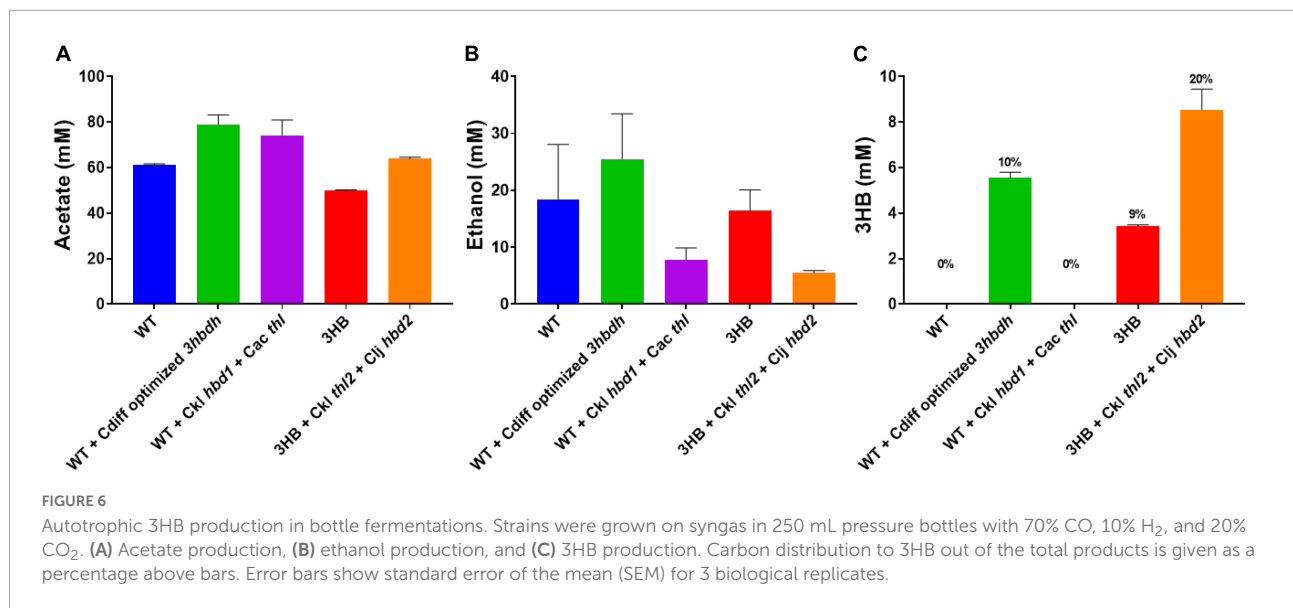 A
Acetate (mM)
100
80
60
40
20
0
WT
WT + Cdiff optimized 3hbdh
WT + Ckl hbd1 + Cac thl
3HB
3HB + Ckl thl2 + Clj hbd2
B
Ethanol (mM)
40
30
20
10
0
WT
WT + Cdiff optimized 3hbdh
WT + Ckl hbd1 + Cac thl
3HB
3HB + Ckl thl2 + Clj hbd2
C
3HB (mM)
10
8
6
4
2
0
0%
10%
0%
9%
20%
WT
WT + Cdiff optimized 3hbdh
WT + Ckl hbd1 + Cac thl
3HB
3HB + Ckl thl2 + Clj hbd2
FIGURE 6
Autotrophic 3HB production in bottle fermentations. Strains were grown on syngas in 250 mL pressure bottles with 70% CO, 10% H₂, and 20%
CO₂. (A) Acetate production, (B) ethanol production, and (C) 3HB production. Carbon distribution to 3HB out of the total products is given as a
percentage above bars. Error bars show standard error of the mean (SEM) for 3 biological replicates.